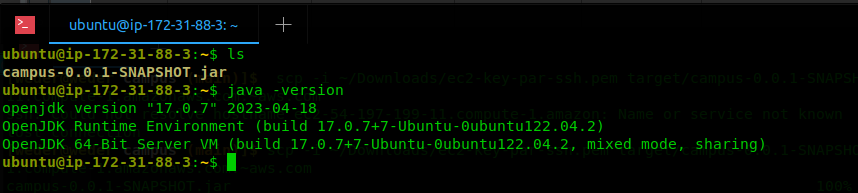 ubuntu@ip-172-31-88-3: ~
ubuntu@ip-172-31-88-3:~$ ls
campus-0.0.1-SNAPSHOT.jar
ubuntu@ip-172-31-88-3:~$ java -version
openjdk version "17.0.7" 2023-04-18
OpenJDK Runtime Environment (build 17.0.7+7-Ubuntu-0ubuntu122.04.2)
OpenJDK 64-Bit Server VM (build 17.0.7+7-Ubuntu-0ubuntu122.04.2, mixed mode, sharing)
ubuntu@ip-172-31-88-3:~$